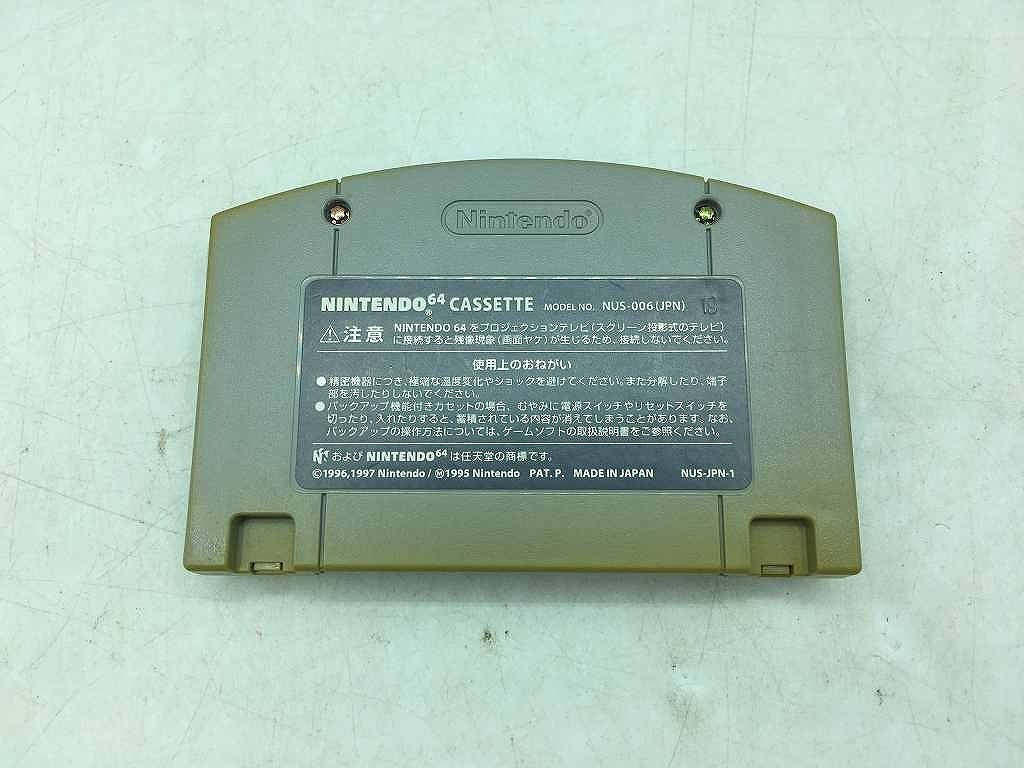 Nintendo®
NINTENDO64® CASSETTE MODEL NO. NUS-006(JPN)
注意 NINTENDO 64 をプロジェクションテレビ(スクリーン投影式のテレビ)
に接続すると残像現象(画面ヤケ)が生じるため、接続しないでください。
使用上のおねがい
●精密機器につき、極端な温度変化やショックを避けてください。また分解したり、端子
部を汚したりしないでください。
●バックアップ機能付きカセットの場合、むやみに電源スイッチやリセットスイッチを
切ったり、入れたりすると、蓄積されている内容が消えてしまうことがあります。なお、
バックアップの操作方法については、ゲームソフトの取扱説明書をご参照ください。
および NINTENDO64 は任天堂の商標です。
©1996,1997 Nintendo/Ⓜ1995 Nintendo PAT. P. MADE IN JAPAN NUS-JPN-1